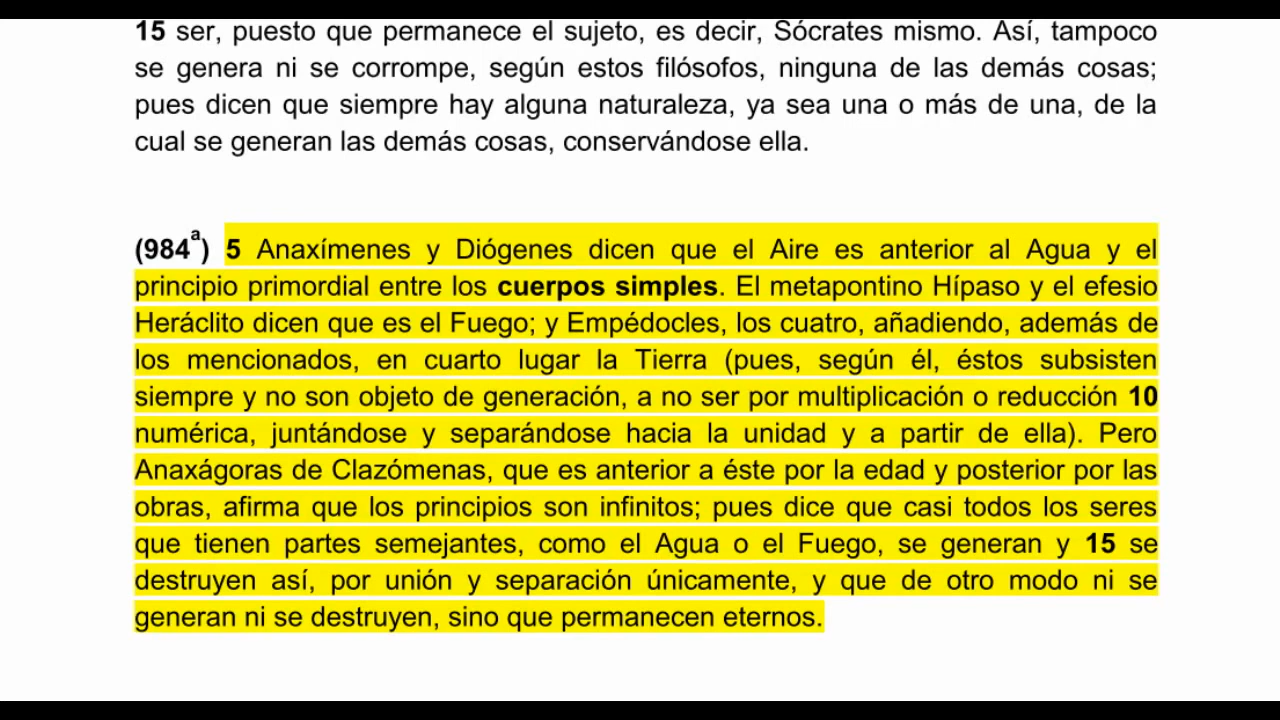 15 ser, puesto que permanece el sujeto, es decir, Sócrates mismo. Así, tampoco
se genera ni se corrompe, según estos filósofos, ninguna de las demás cosas;
pues dicen que siempre hay alguna naturaleza, ya sea una o más de una, de la
cual se generan las demás cosas, conservándose ella.
(984ª) 5 Anaxímenes y Diógenes dicen que el Aire es anterior al Agua y el
principio primordial entre los cuerpos simples. El metapontino Hípaso y el efesio
Heráclito dicen que es el Fuego; y Empédocles, los cuatro, añadiendo, además de
los mencionados, en cuarto lugar la Tierra (pues, según él, éstos subsisten
siempre y no son objeto de generación, a no ser por multiplicación o reducción 10
numérica, juntándose y separándose hacia la unidad y a partir de ella). Pero
Anaxágoras de Clazómenas, que es anterior a éste por la edad y posterior por las
obras, afirma que los principios son infinitos; pues dice que casi todos los seres
que tienen partes semejantes, como el Agua o el Fuego, se generan y 15 se
destruyen así, por unión y separación únicamente, y que de otro modo ni se
generan ni se destruyen, sino que permanecen eternos.